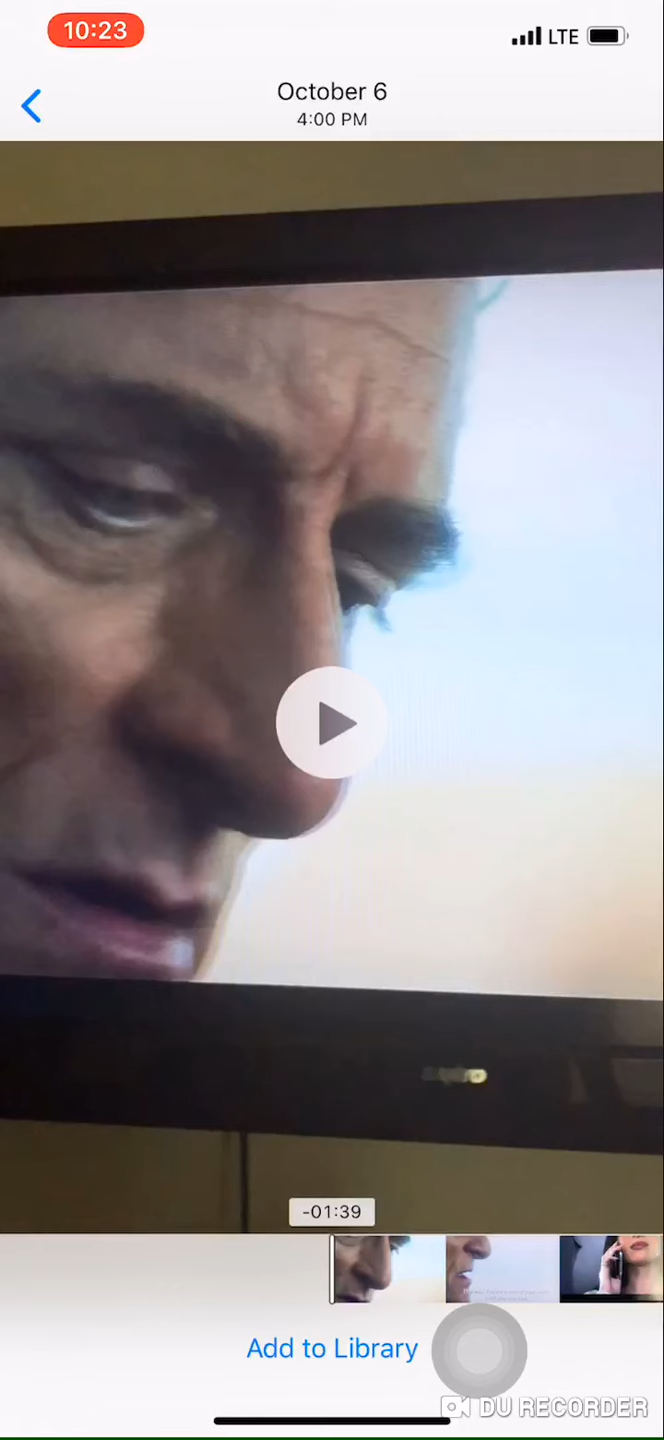 10:23
LTE
October 6
4:00 PM
-01:39
Add to Library
DU RECORDER